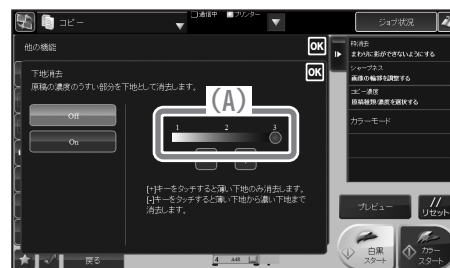 コピー
通信中
プリンター
ジョブ状況
他の機能
OK
下地消去
OK
原稿の濃度のうすい部分を下地として消去します。
(A)
Off
On
1 2 3
[+]キーをタッチすると薄い下地のみ消去します。
[-]キーをタッチすると薄い下地から濃い下地まで
消去します。
枠消去
まわりに影ができないようにする
シャープネス
画像の輪郭を調整する
コピー濃度
原稿種類/濃度を選択する
カラーモード
プレビュー
リセット
白黒
スタート
カラー
スタート
戻る
4 A4R